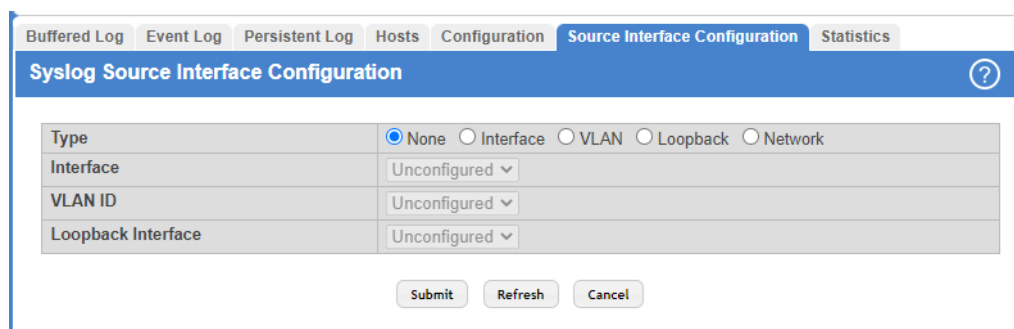 Buffered Log Event Log Persistent Log Hosts Configuration Source Interface Configuration Statistics
Syslog Source Interface Configuration ?
Type None Interface VLAN Loopback Network
Interface Unconfigured
VLAN ID Unconfigured
Loopback Interface Unconfigured
Submit Refresh Cancel